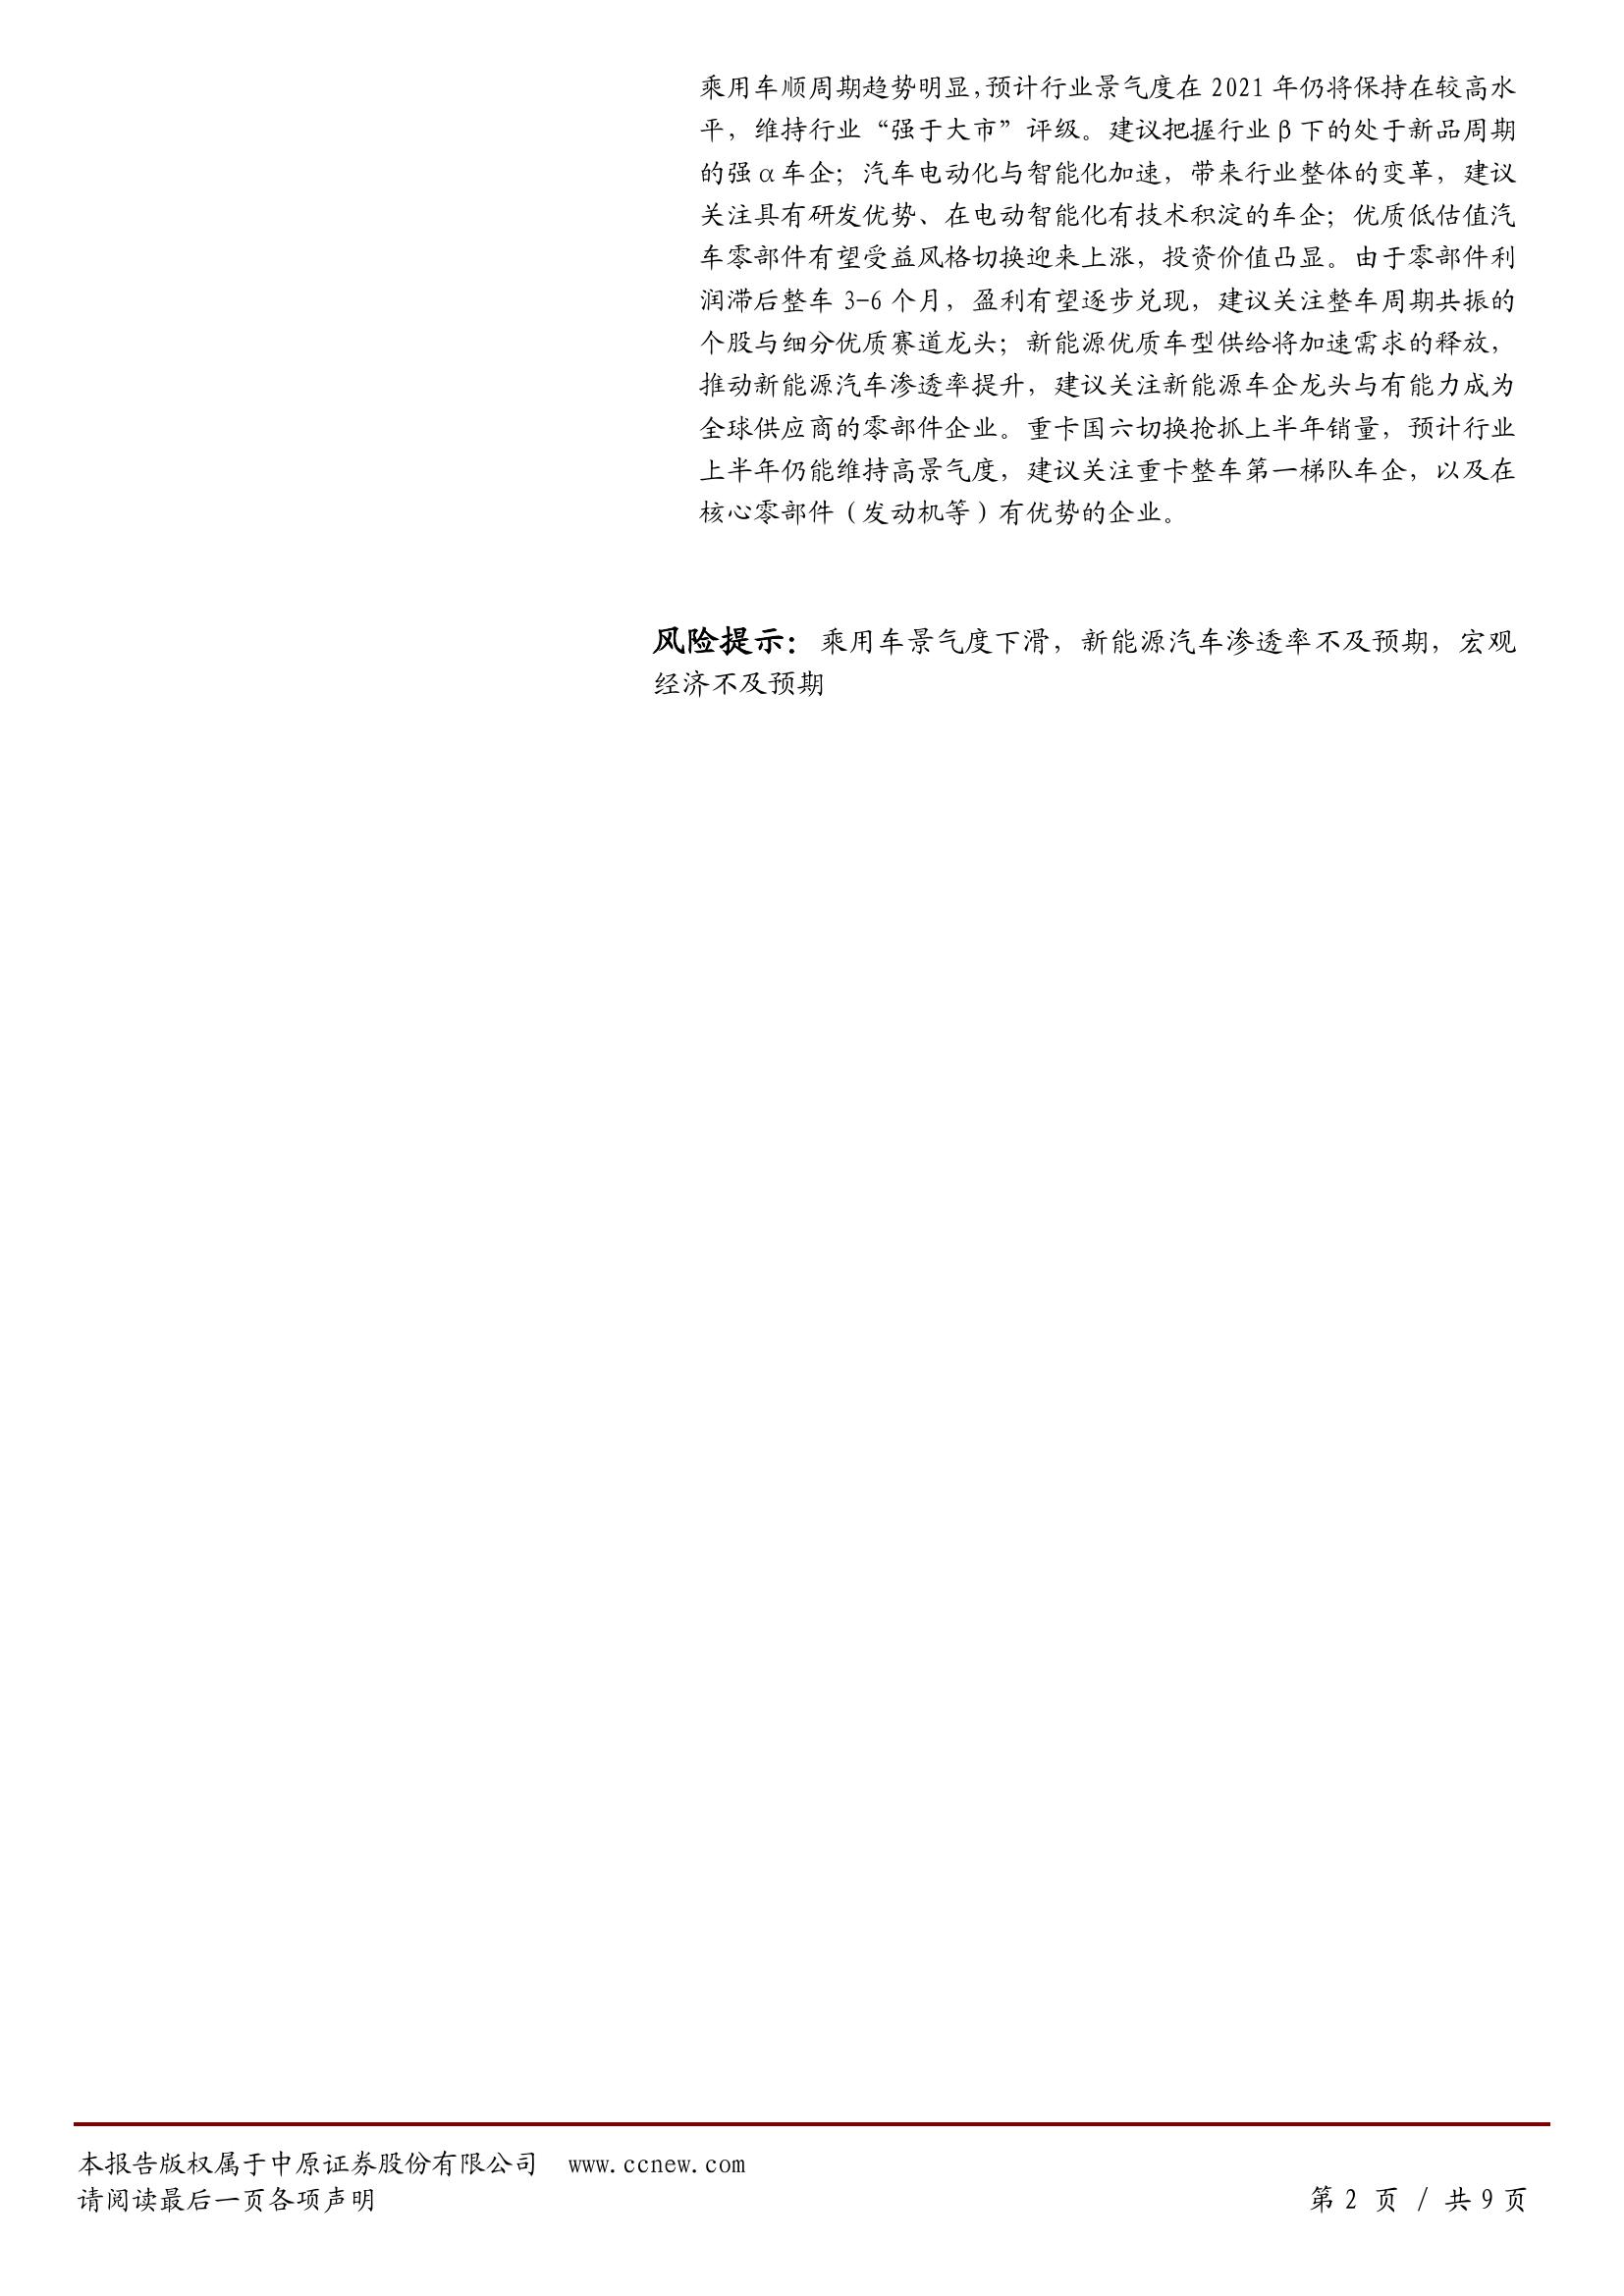 乘用车顺周期趋势明显,预计行业景气度在 2021 年仍将保持在较高水
平，维持行业“强于大市”评级。建议把握行业β下的处于新品周期
的强α车企；汽车电动化与智能化加速，带来行业整体的变革，建议
关注具有研发优势、在电动智能化有技术积淀的车企；优质低估值汽
车零部件有望受益风格切换迎来上涨，投资价值凸显。由于零部件利
润滞后整车 3-6 个月，盈利有望逐步兑现，建议关注整车周期共振的
个股与细分优质赛道龙头；新能源优质车型供给将加速需求的释放，
推动新能源汽车渗透率提升，建议关注新能源车企龙头与有能力成为
全球供应商的零部件企业。重卡国六切换抢抓上半年销量，预计行业
上半年仍能维持高景气度，建议关注重卡整车第一梯队车企，以及在
核心零部件（发动机等）有优势的企业。
风险提示：乘用车景气度下滑，新能源汽车渗透率不及预期，宏观
经济不及预期
本报告版权属于中原证券股份有限公司 www.ccnew.com
请阅读最后一页各项声明
第 2 页 / 共 9 页